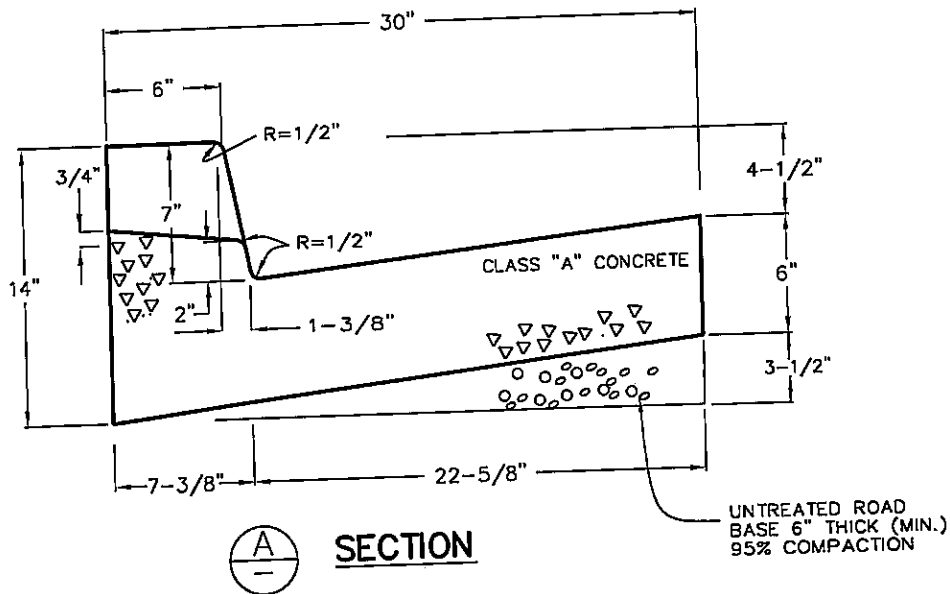 30"
6"
R=1/2"
4-1/2"
3/4"
7"
R=1/2"
CLASS "A" CONCRETE
6"
14"
2"
1-3/8"
3-1/2"
7-3/8"
22-5/8"
UNTREATED ROAD
BASE 6" THICK (MIN.)
95% COMPACTION
A
–
SECTION